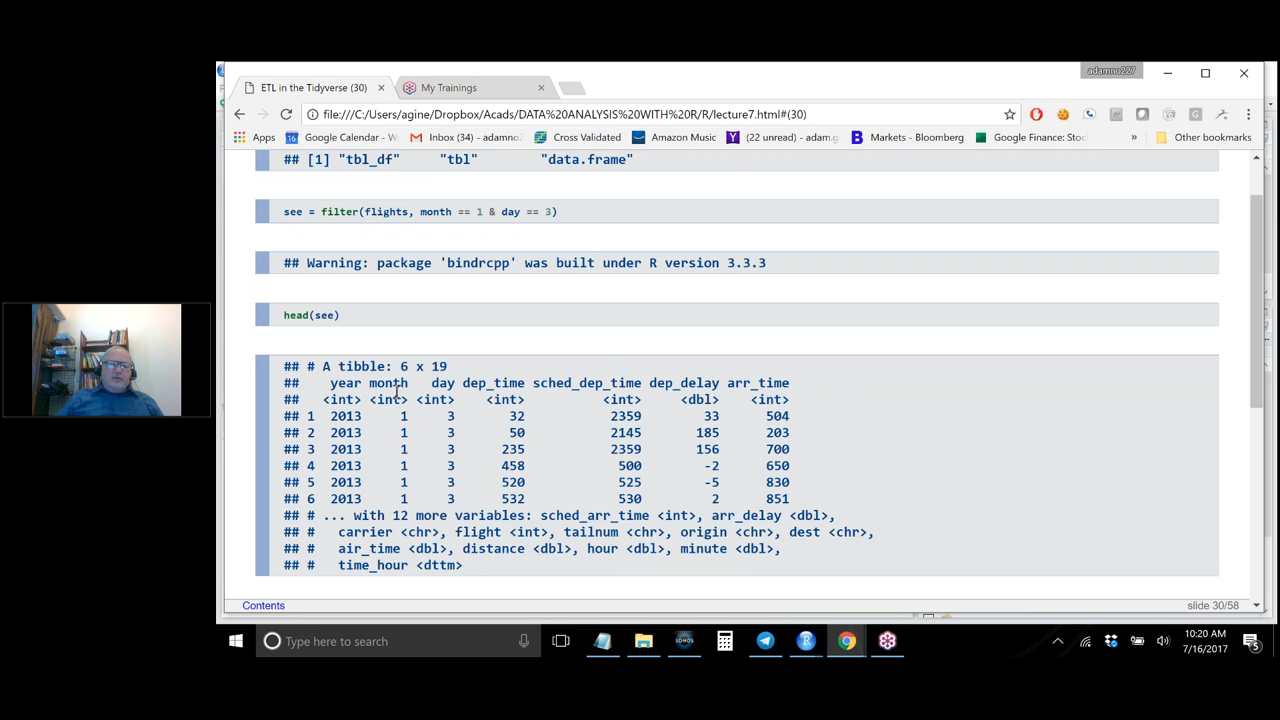 adamno227
ETL in the Tidyverse (30)
My Trainings
file:///C:/Users/agine/Dropbox/Acads/DATA%20ANALYSIS%20WITH%20R/R/lecture7.html#(30)
Apps
Google Calendar - W
Inbox (34) - adamno
Cross Validated
Amazon Music
(22 unread) - adam.g
Markets - Bloomberg
Google Finance: Stoc
»
Other bookmarks
## [1] "tbl_df"     "tbl"        "data.frame"
see = filter(flights, month == 1 & day == 3)
## Warning: package 'bindrcpp' was built under R version 3.3.3
head(see)
## # A tibble: 6 x 19
##    year month   day dep_time sched_dep_time dep_delay arr_time
##   <int> <int> <int>    <int>          <int>     <dbl>    <int>
## 1  2013     1     3       32           2359        33      504
## 2  2013     1     3       50           2145       185      203
## 3  2013     1     3      235           2359       156      700
## 4  2013     1     3      458            500        -2      650
## 5  2013     1     3      520            525        -5      830
## 6  2013     1     3      532            530         2      851
## # ... with 12 more variables: sched_arr_time <int>, arr_delay <dbl>,
## #   carrier <chr>, flight <int>, tailnum <chr>, origin <chr>, dest <chr>,
## #   air_time <dbl>, distance <dbl>, hour <dbl>, minute <dbl>,
## #   time_hour <dttm>
Contents
slide 30/58
Type here to search
SONOS
10:20 AM
7/16/2017
5